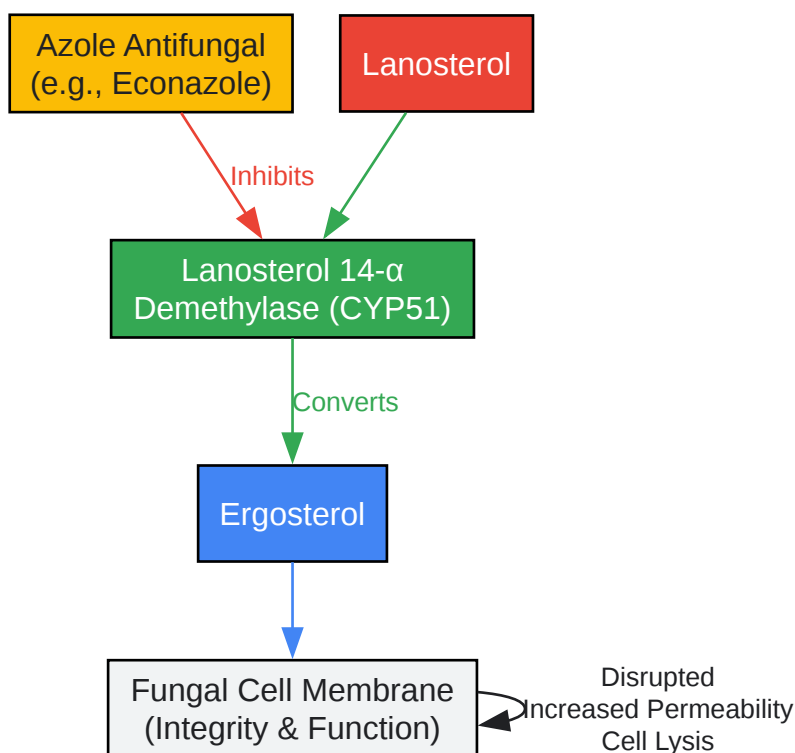 Azole Antifungal
(e.g., Econazole)
Lanosterol
Inhibits
Lanosterol 14-α
Demethylase (CYP51)
Converts
Ergosterol
Fungal Cell Membrane
(Integrity & Function)
Disrupted
Increased Permeability
Cell Lysis